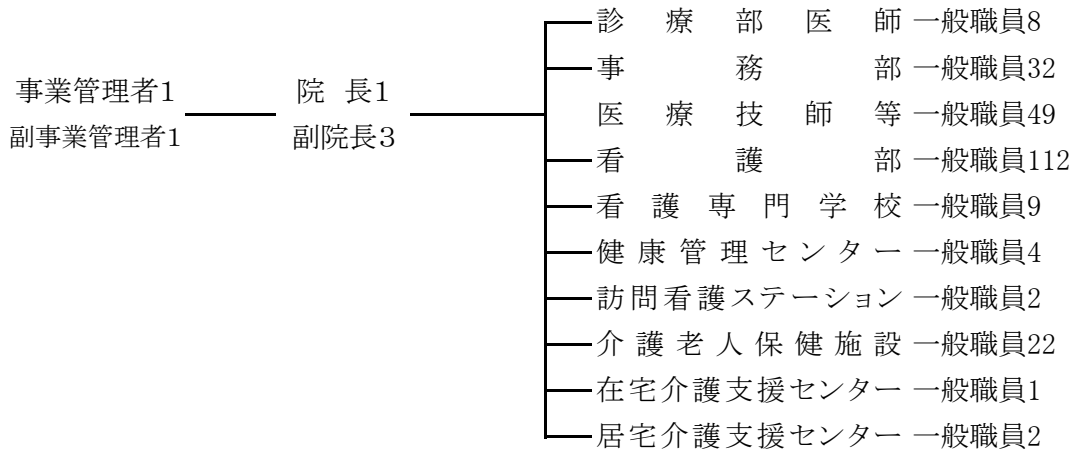 事業管理者1
副事業管理者1
院 長1
副院長3
診療部医師 一般職員8
事務部 一般職員32
医療技師等 一般職員49
看護部 一般職員112
看護専門学校 一般職員9
健康管理センター 一般職員4
訪問看護ステーション 一般職員2
介護老人保健施設 一般職員22
在宅介護支援センター 一般職員1
居宅介護支援センター 一般職員2